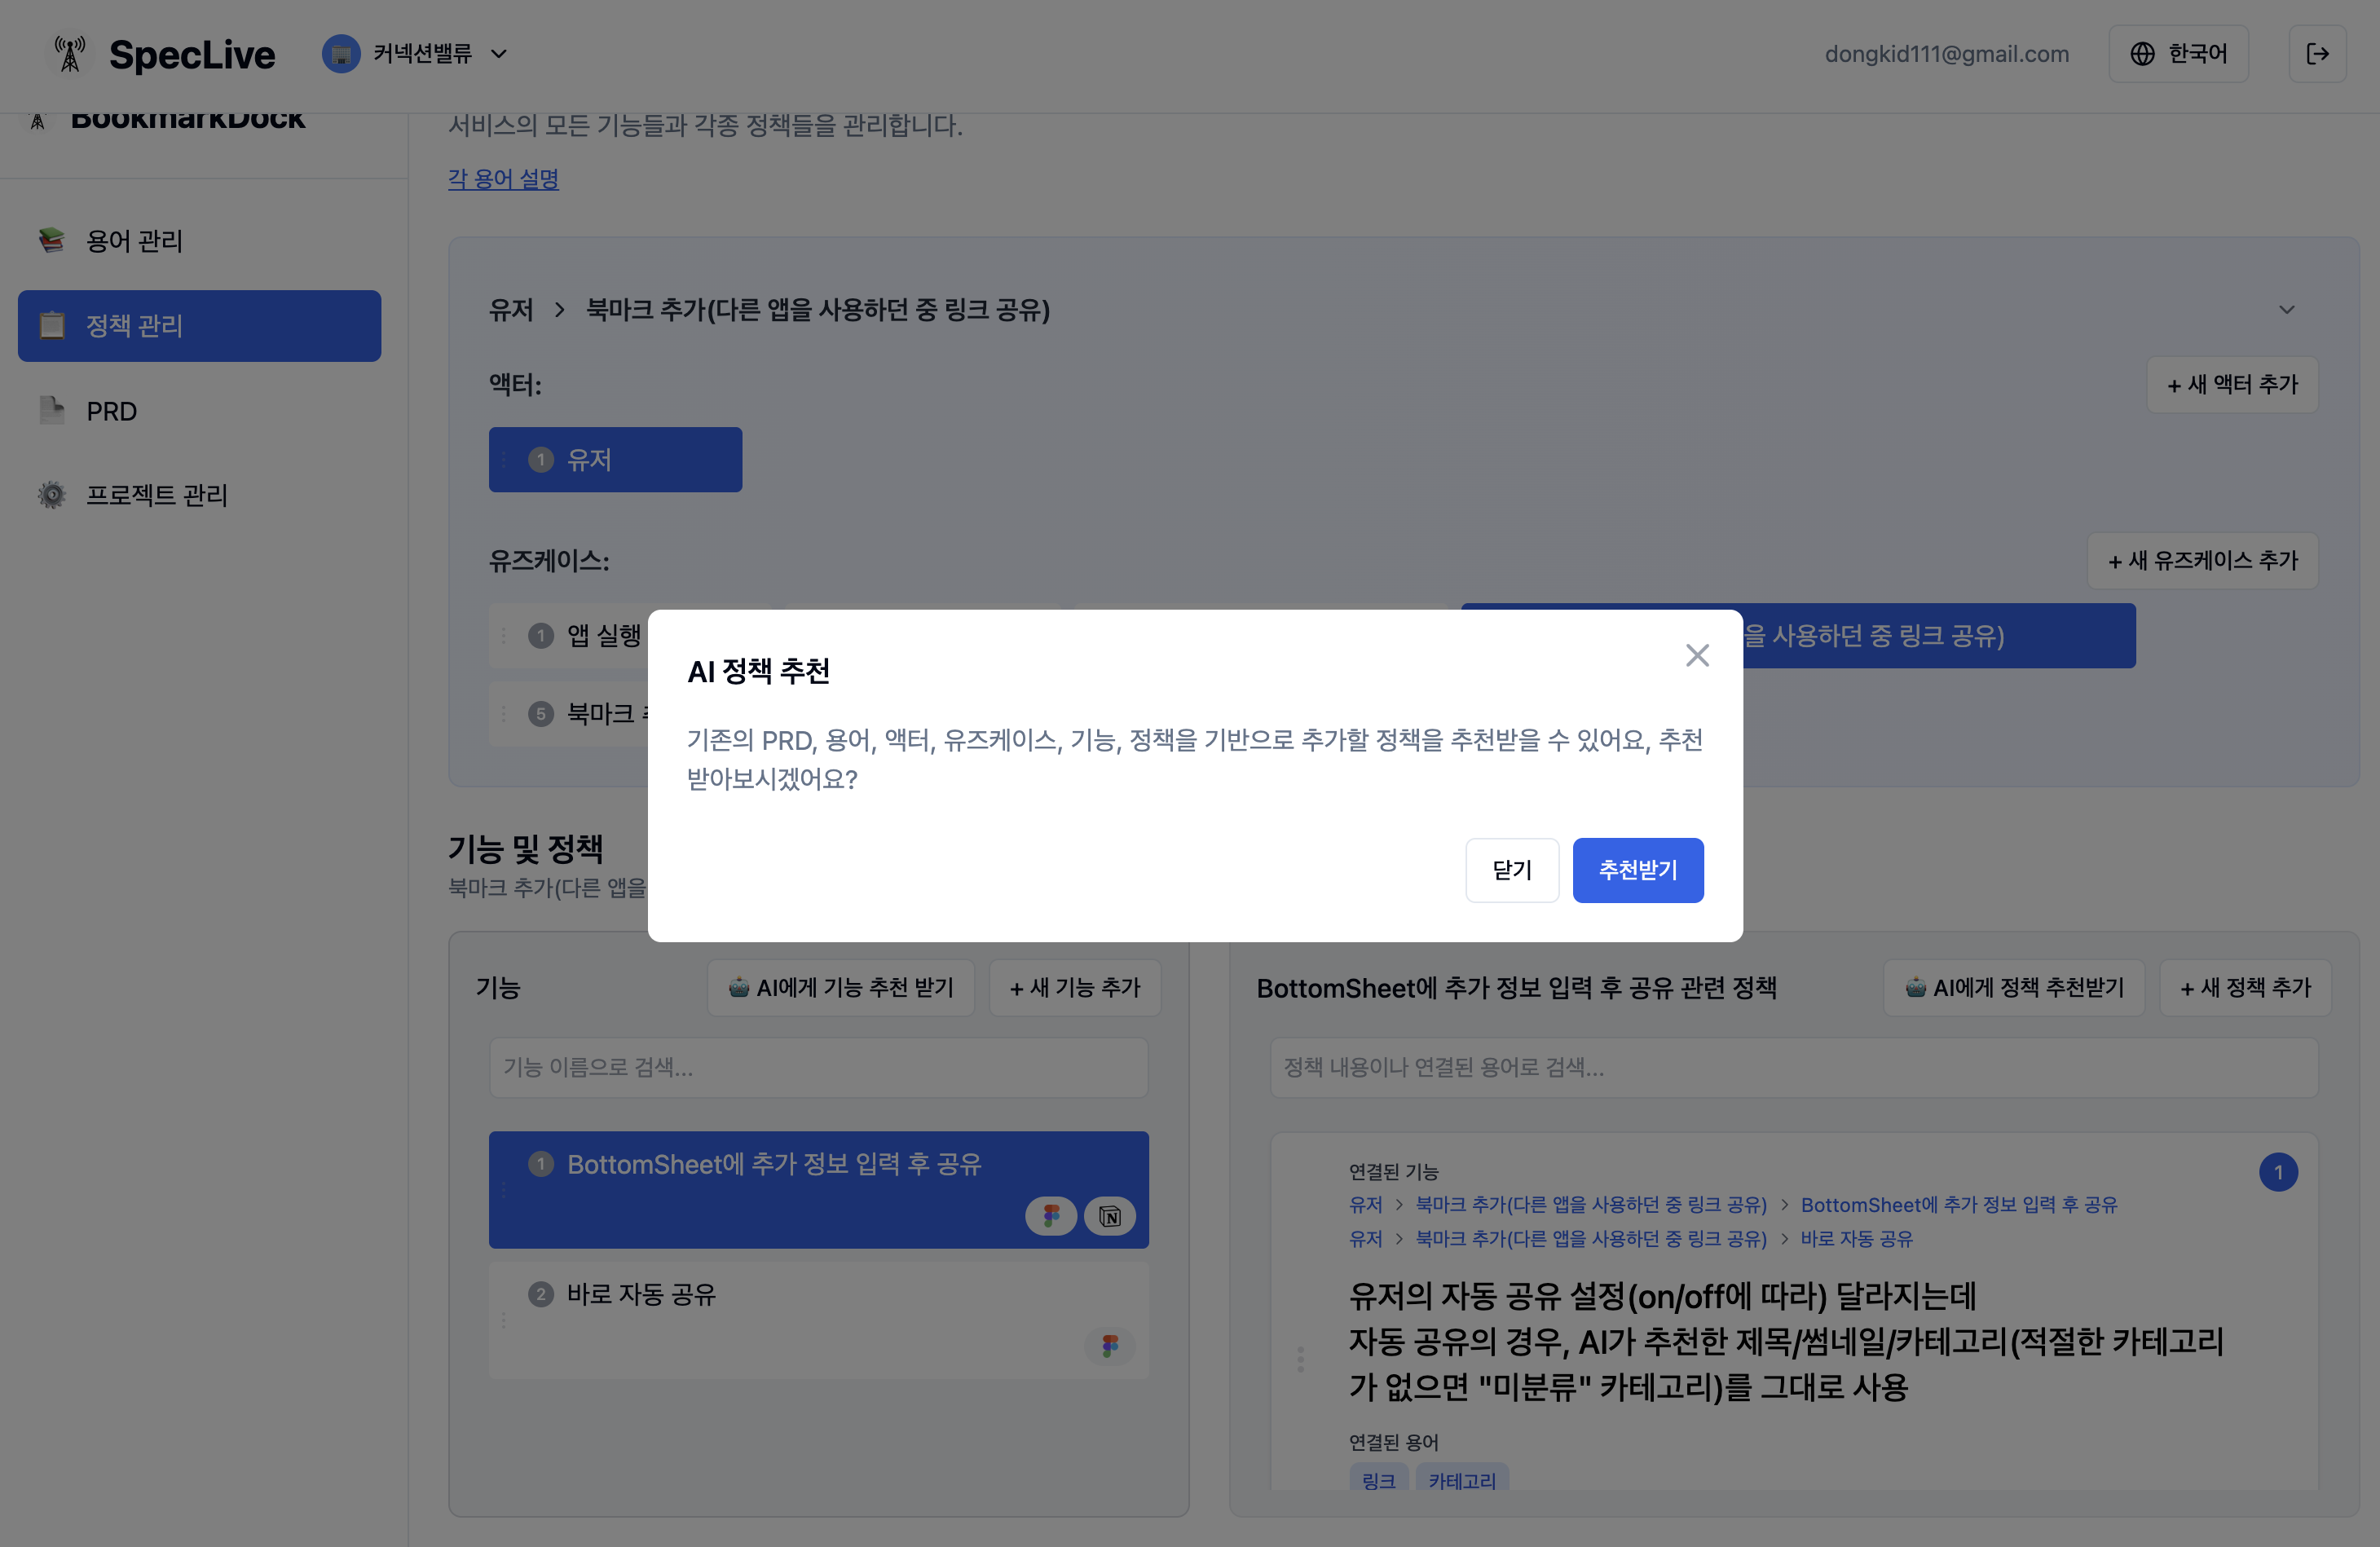 SpecLive
커넥션밸류
dongkid111@gmail.com
한국어
BookmarkDock
용어 관리
정책 관리
PRD
프로젝트 관리
서비스의 모든 기능들과 각종 정책들을 관리합니다.
각 용어 설명
유저 > 북마크 추가(다른 앱을 사용하던 중 링크 공유)
액터:
+ 새 액터 추가
1 유저
유즈케이스:
+ 새 유즈케이스 추가
1 앱 실행
을 사용하던 중 링크 공유)
5 북마크
AI 정책 추천
기존의 PRD, 용어, 액터, 유즈케이스, 기능, 정책을 기반으로 추가할 정책을 추천받을 수 있어요, 추천
받아보시겠어요?
닫기
추천받기
기능 및 정책
북마크 추가(다른 앱을
기능
AI에게 기능 추천 받기
+ 새 기능 추가
기능 이름으로 검색...
1 BottomSheet에 추가 정보 입력 후 공유
2 바로 자동 공유
BottomSheet에 추가 정보 입력 후 공유 관련 정책
AI에게 정책 추천받기
+ 새 정책 추가
정책 내용이나 연결된 용어로 검색...
연결된 기능
1
유저 > 북마크 추가(다른 앱을 사용하던 중 링크 공유) > BottomSheet에 추가 정보 입력 후 공유
유저 > 북마크 추가(다른 앱을 사용하던 중 링크 공유) > 바로 자동 공유
유저의 자동 공유 설정(on/off에 따라) 달라지는데
자동 공유의 경우, AI가 추천한 제목/썸네일/카테고리(적절한 카테고리
가 없으면 "미분류" 카테고리)를 그대로 사용
연결된 용어
링크
카테고리